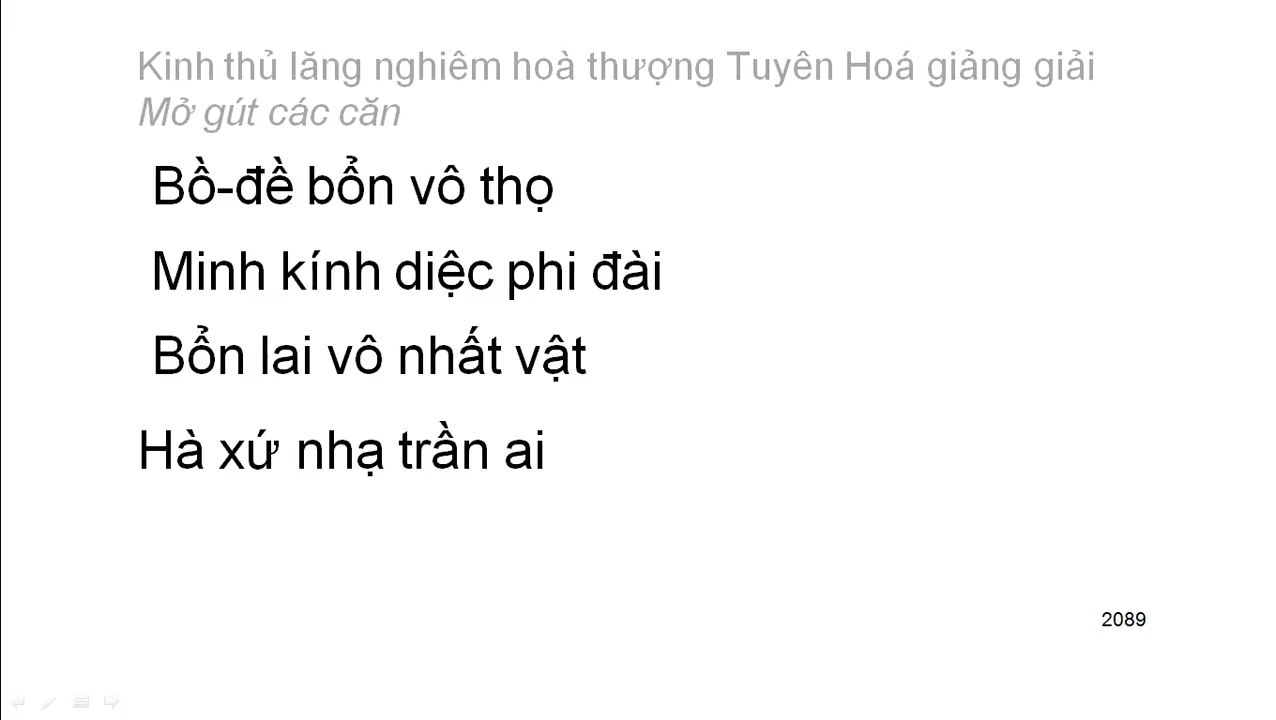 Kinh thủ lăng nghiêm hoà thượng Tuyên Hoá giảng giải
Mở gút các căn
Bồ-đề bổn vô thọ
Minh kính diệc phi đài
Bổn lai vô nhất vật
Hà xứ nhạ trần ai
2089